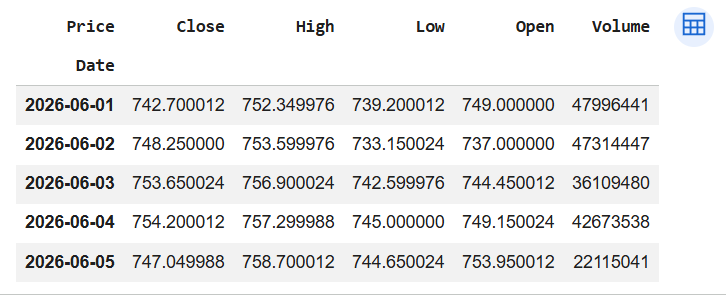 Price Close High Low Open Volume
Date
2026-06-01 742.700012 752.349976 739.200012 749.000000 47996441
2026-06-02 748.250000 753.599976 733.150024 737.000000 47314447
2026-06-03 753.650024 756.900024 742.599976 744.450012 36109480
2026-06-04 754.200012 757.299988 745.000000 749.150024 42673538
2026-06-05 747.049988 758.700012 744.650024 753.950012 22115041